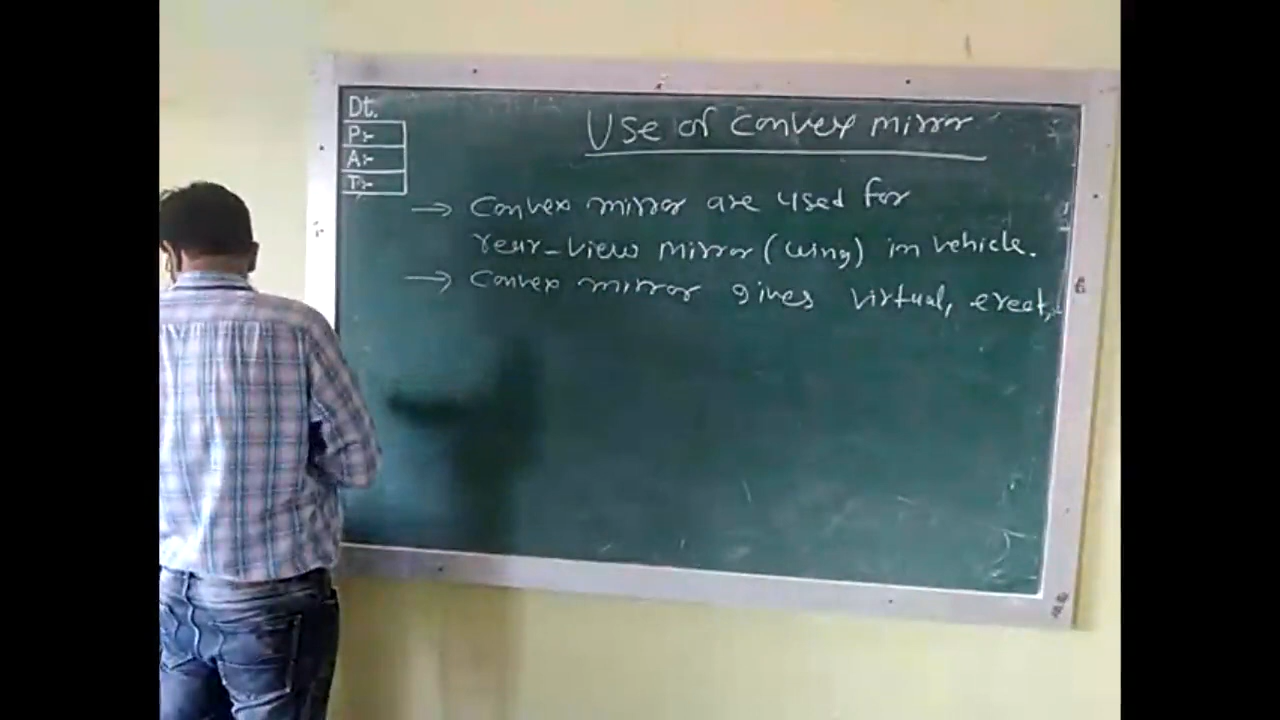 Dt.
P:-
A:-
T:-
Use of convex mirror
→ Convex mirror are used for
rear-view mirror (wing) in vehicle.
→ Convex mirror gives virtual, erect,